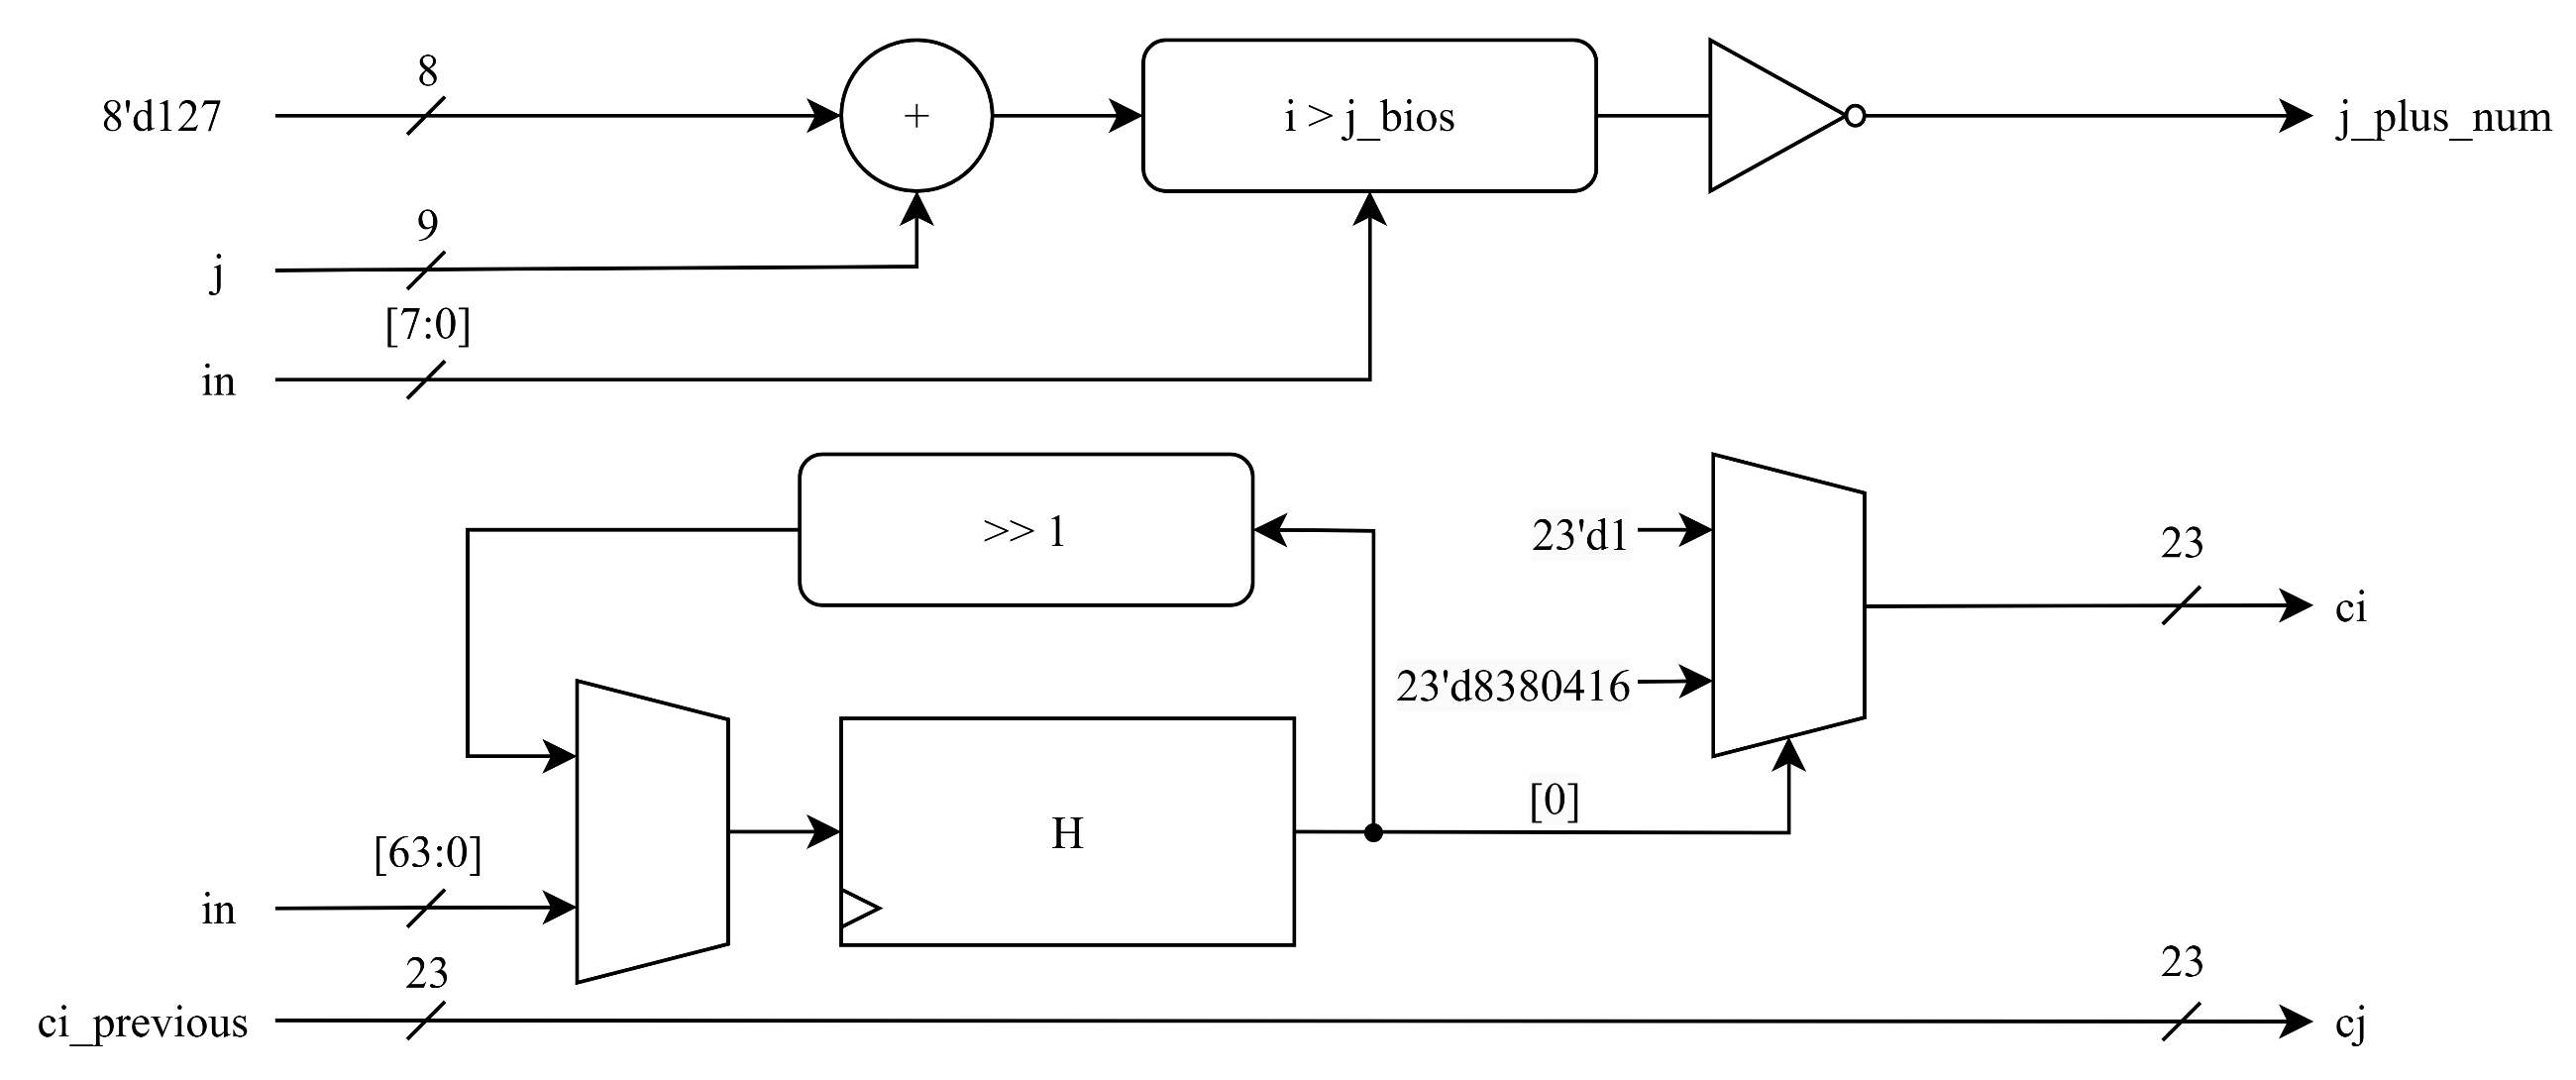 8
8'd127
+
i > j_bios
j_plus_num
9
j
[7:0]
in
>> 1
23'd1
23
ci
23'd8380416
[0]
H
[63:0]
in
23
23
ci_previous
cj